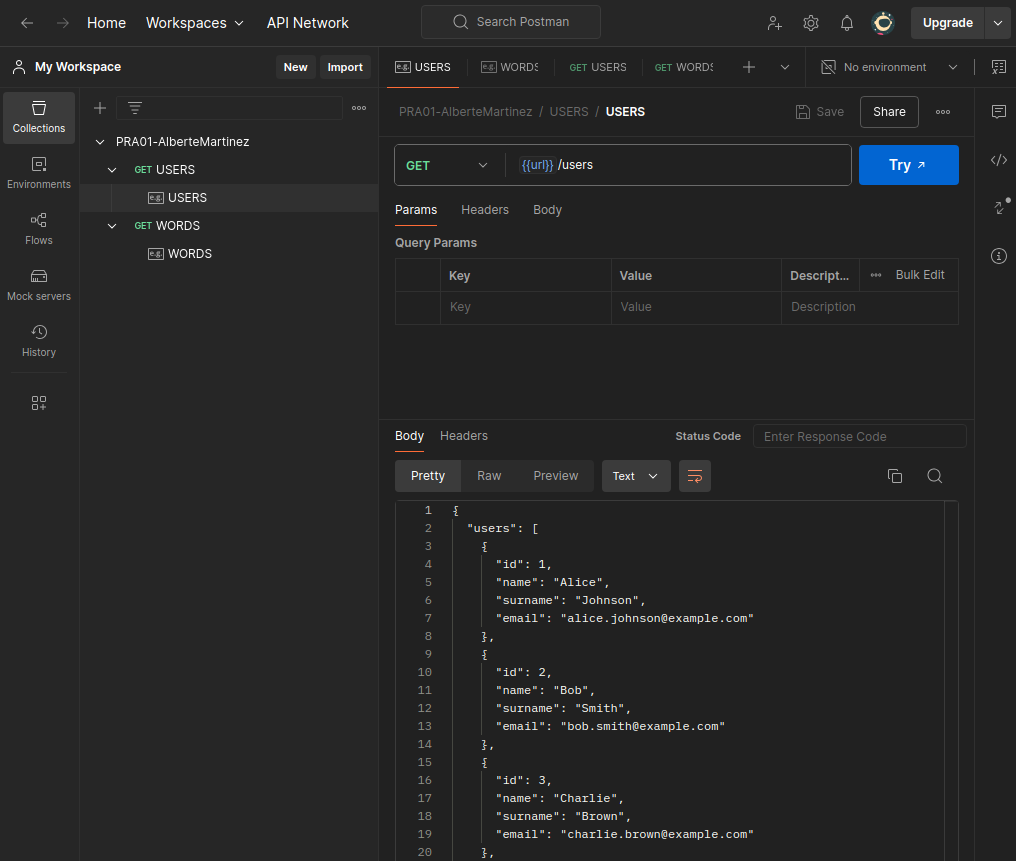 Home Workspaces API Network Search Postman Upgrade
My Workspace New Import e.g. USERS e.g. WORDS GET USERS GET WORDS No environment
Collections
Environments
Flows
Mock servers
History
PRA01-AlberteMartinez
GET USERS
e.g. USERS
GET WORDS
e.g. WORDS
PRA01-AlberteMartinez / USERS / USERS Save Share
GET {{url}} /users Try
Params Headers Body
Query Params
Key Value Descript... Bulk Edit
Key Value Description
Body Headers Status Code Enter Response Code
Pretty Raw Preview Text
1 {
2 "users": [
3 {
4 "id": 1,
5 "name": "Alice",
6 "surname": "Johnson",
7 "email": "alice.johnson@example.com"
8 },
9 {
10 "id": 2,
11 "name": "Bob",
12 "surname": "Smith",
13 "email": "bob.smith@example.com"
14 },
15 {
16 "id": 3,
17 "name": "Charlie",
18 "surname": "Brown",
19 "email": "charlie.brown@example.com"
20 },